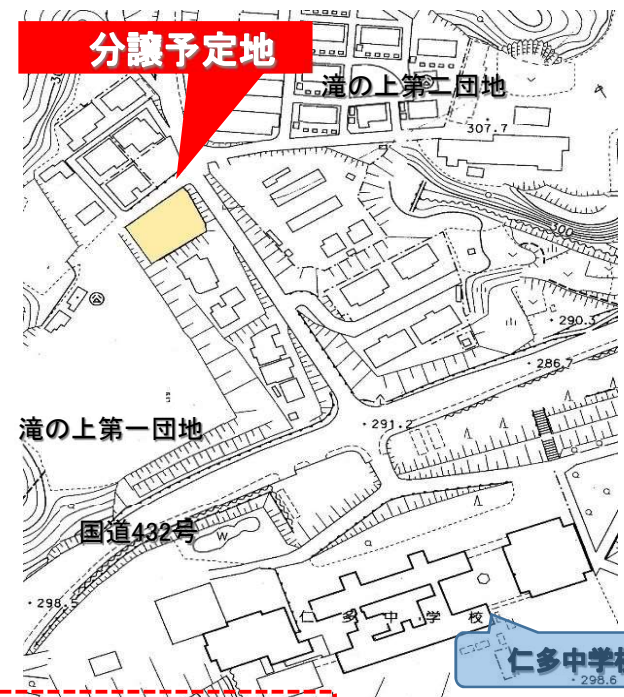 分譲予定地
滝の上第二団地
307.7
300
290.3
286.7
291.2
滝の上第一団地
国道432号
W
298.5
仁多中学校
仁多中学校
298.6